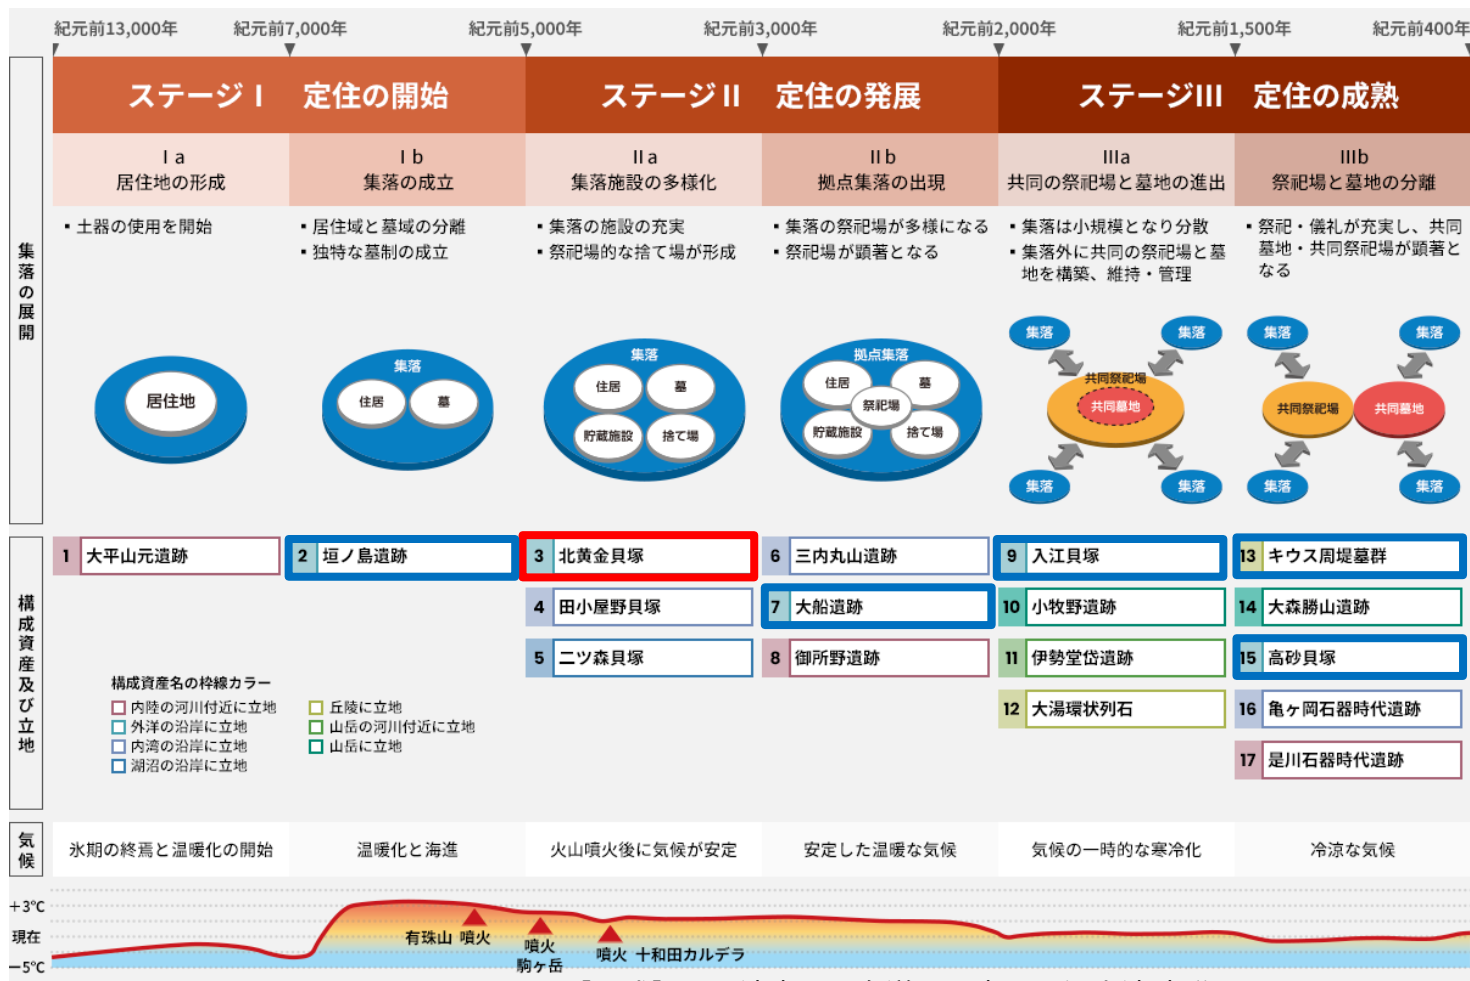 紀元前13,000年 紀元前7,000年 紀元前5,000年 紀元前3,000年 紀元前2,000年 紀元前1,500年 紀元前400年
ステージ I 定住の開始 ステージ II 定住の発展 ステージIII 定住の成熟
I a
居住地の形成
I b
集落の成立
II a
集落施設の多様化
II b
拠点集落の出現
IIIa
共同の祭祀場と墓地の進出
IIIb
祭祀場と墓地の分離
集落の展開
▪ 土器の使用を開始
▪ 居住域と墓域の分離
▪ 独特な墓制の成立
▪ 集落の施設の充実
▪ 祭祀場的な捨て場が形成
▪ 集落の祭祀場が多様になる
▪ 祭祀場が顕著となる
▪ 集落は小規模となり分散
▪ 集落外に共同の祭祀場と墓
地を構築、維持・管理
▪ 祭祀・儀礼が充実し、共同
墓地・共同祭祀場が顕著と
なる
居住地
集落
住居 墓
集落
住居 墓
貯蔵施設 捨て場
拠点集落
住居 墓
祭祀場
貯蔵施設 捨て場
集落 集落
共同祭祀場
共同墓地
集落 集落
集落 集落
共同祭祀場 共同墓地
集落 集落
構成資産及び立地
1 大平山元遺跡
2 垣ノ島遺跡
3 北黄金貝塚
4 田小屋野貝塚
5 二ツ森貝塚
6 三内丸山遺跡
7 大船遺跡
8 御所野遺跡
9 入江貝塚
10 小牧野遺跡
11 伊勢堂岱遺跡
12 大湯環状列石
13 キウス周堤墓群
14 大森勝山遺跡
15 高砂貝塚
16 亀ヶ岡石器時代遺跡
17 是川石器時代遺跡
構成資産名の枠線カラー
内陸の河川付近に立地
外洋の沿岸に立地
内湾の沿岸に立地
湖沼の沿岸に立地
丘陵に立地
山岳の河川付近に立地
山岳に立地
気候
氷期の終焉と温暖化の開始 温暖化と海進 火山噴火後に気候が安定 安定した温暖な気候 気候の一時的な寒冷化 冷涼な気候
+3℃
現在
−5℃
有珠山 噴火
噴火
駒ヶ岳
噴火 十和田カルデラ